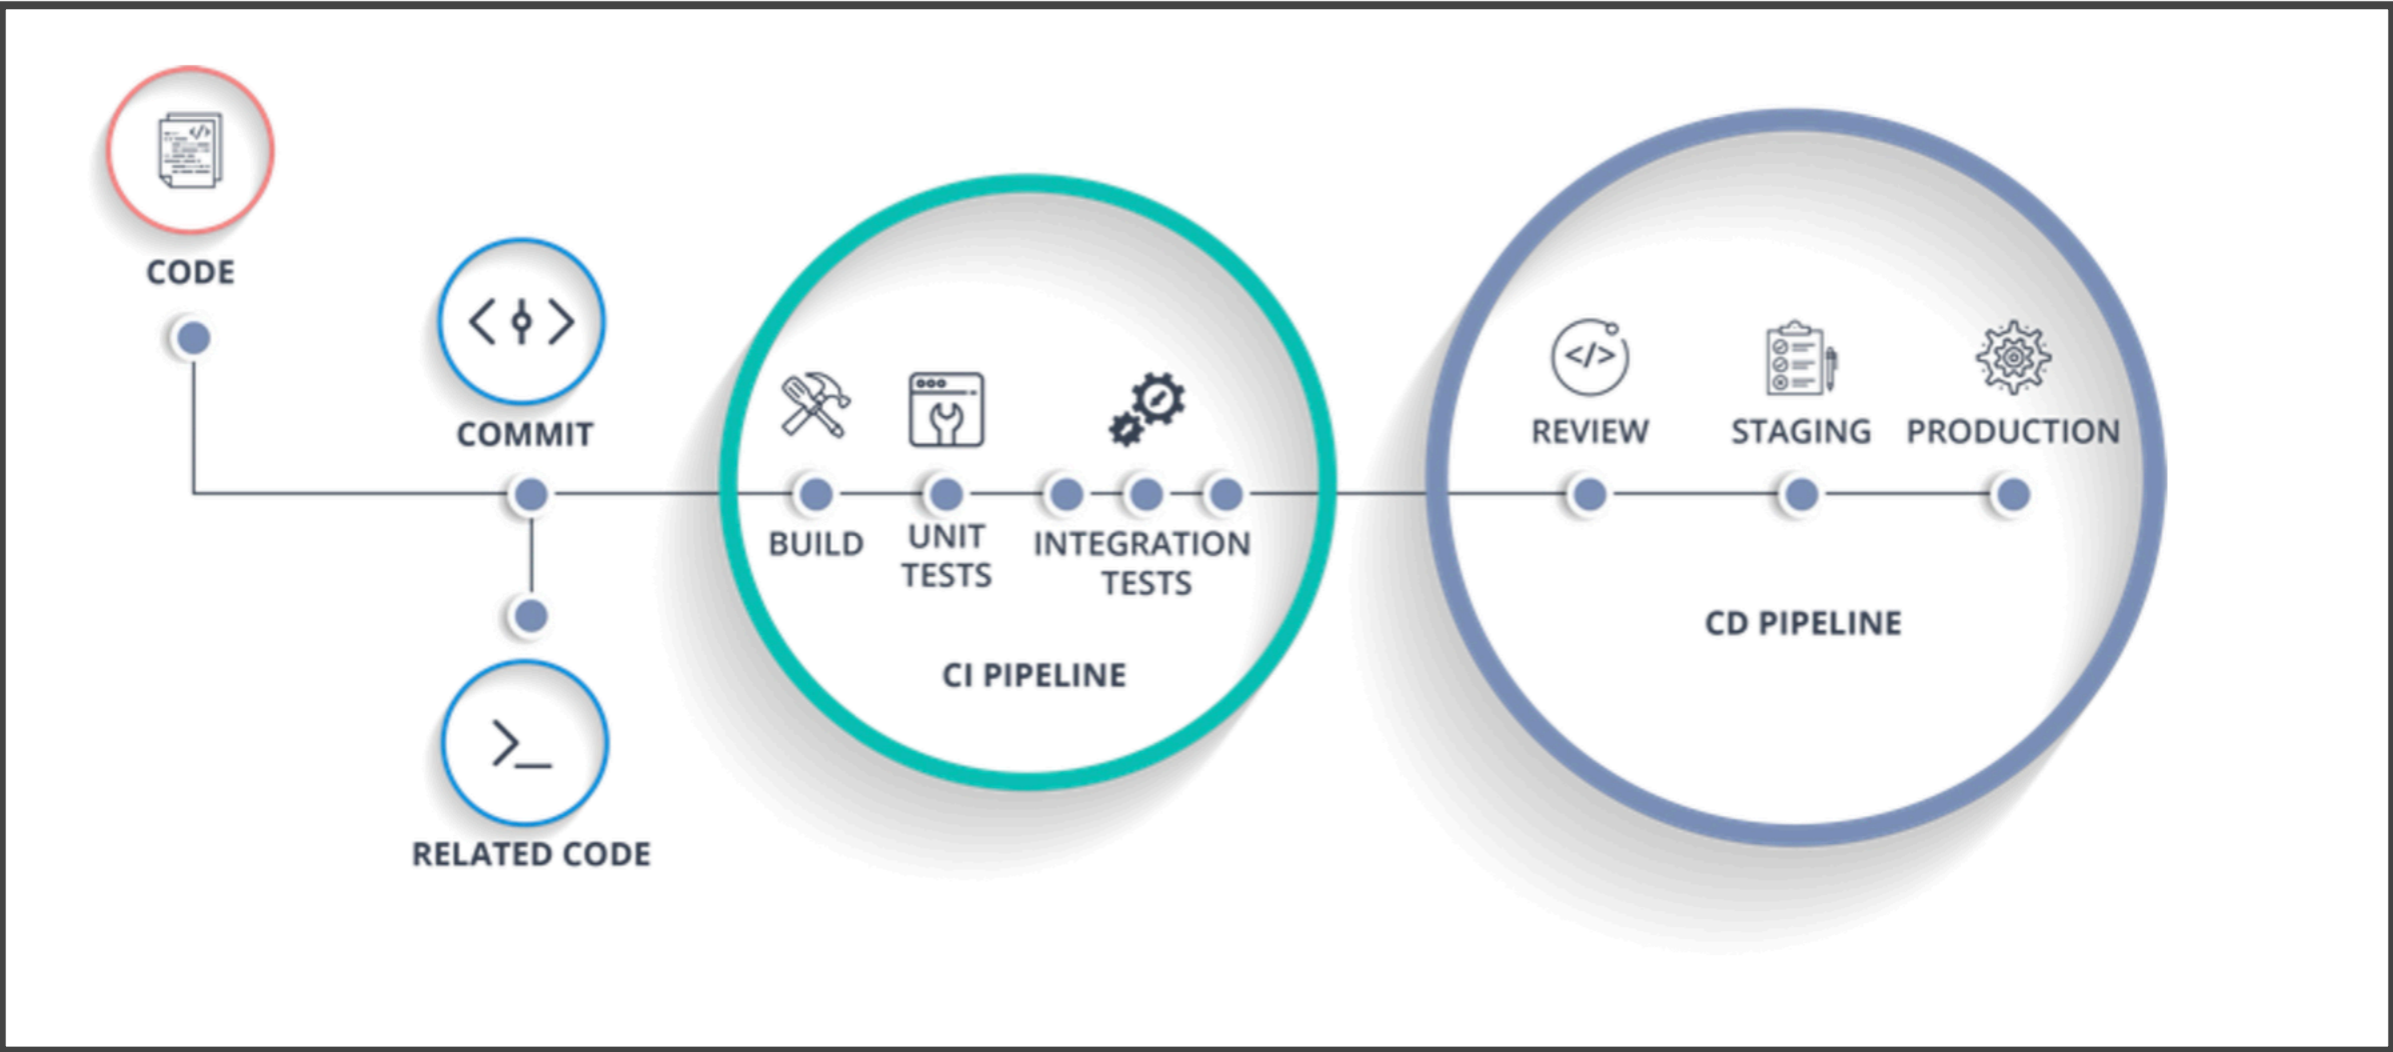 CODE
COMMIT
RELATED CODE
BUILD
UNIT
TESTS
INTEGRATION
TESTS
CI PIPELINE
REVIEW
STAGING
PRODUCTION
CD PIPELINE